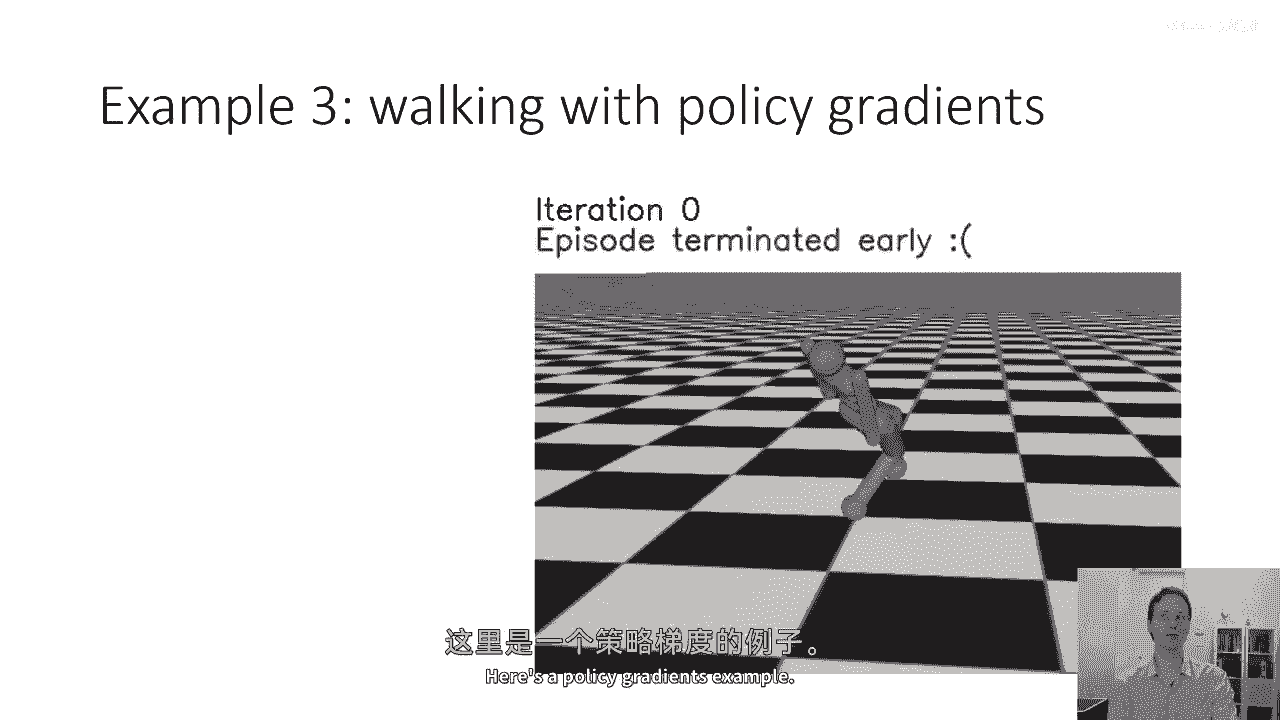 Example 3: walking with policy gradients
Iteration 0
Episode terminated early :(
这里是一个策略梯度的例子。
Here's a policy gradients example.